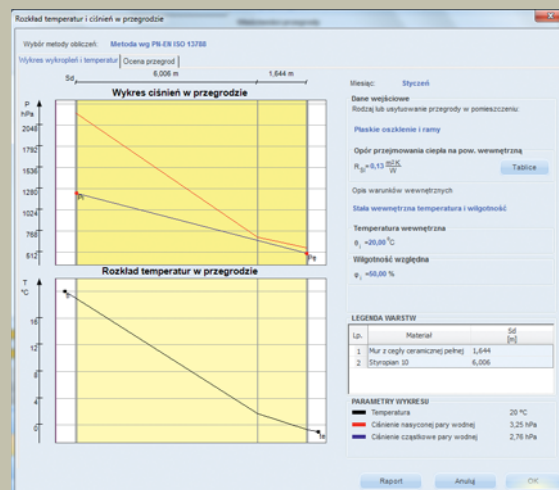 Rozkład temperatur i ciśnień w przegrodzie
Wybór metody obliczeń: Metoda wg PN-EN ISO 13788
Wykres wykropleń i temperatur Ocena przegrod
Sd 6,006 m 1,644 m
Wykres ciśnień w przegrodzie
P
hPa
2048
1792
1536
1280
1024
768
512
Pi
Pe
Rozkład temperatur w przegrodzie
T
°C
16
12
8
4
0
ti
te
Miesiąc: Styczeń
Dane wejściowe
Rodzaj lub usytuowanie przegrody w pomieszczeniu:
Płaskie oszklenie i ramy
Opór przejmowania ciepła na pow. wewnętrzną
Rsi=0,13 m²·K/W Tablice
Opis warunków wewnętrznych
Stała wewnętrzna temperatura i wilgotność
Temperatura wewnętrzna
θi =20,00 °C
Wilgotność względna
φi =50,00 %
LEGENDA WARSTW
Lp. Materiał Sd [m]
1 Mur z cegły ceramicznej pełnej 1,644
2 Styropian 10 6,006
PARAMETRY WYKRESU
Temperatura 20 °C
Ciśnienie nasyconej pary wodnej 3,25 hPa
Ciśnienie cząstkowe pary wodnej 2,76 hPa
Raport Anuluj OK